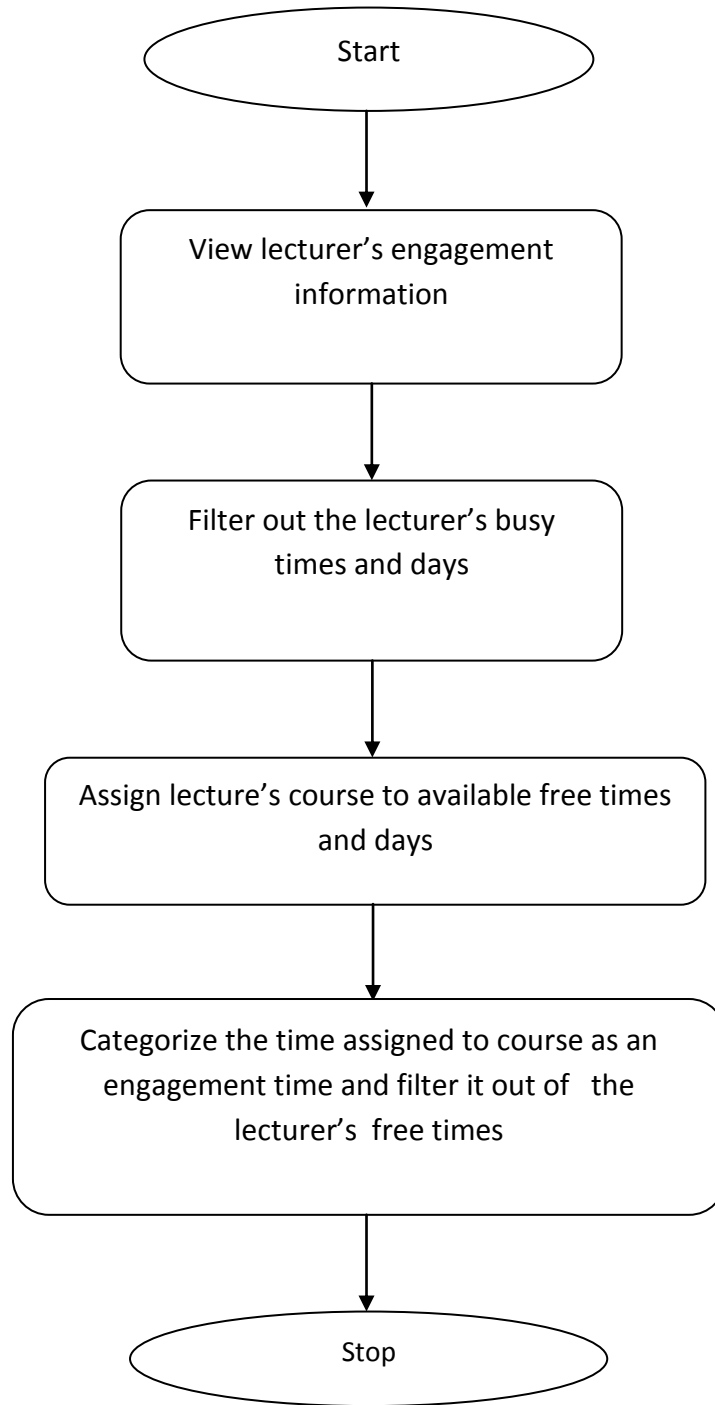 Start
View lecturer’s engagement
information
Filter out the lecturer’s busy
times and days
Assign lecture’s course to available free times
and days
Categorize the time assigned to course as an
engagement time and filter it out of the
lecturer’s free times
Stop